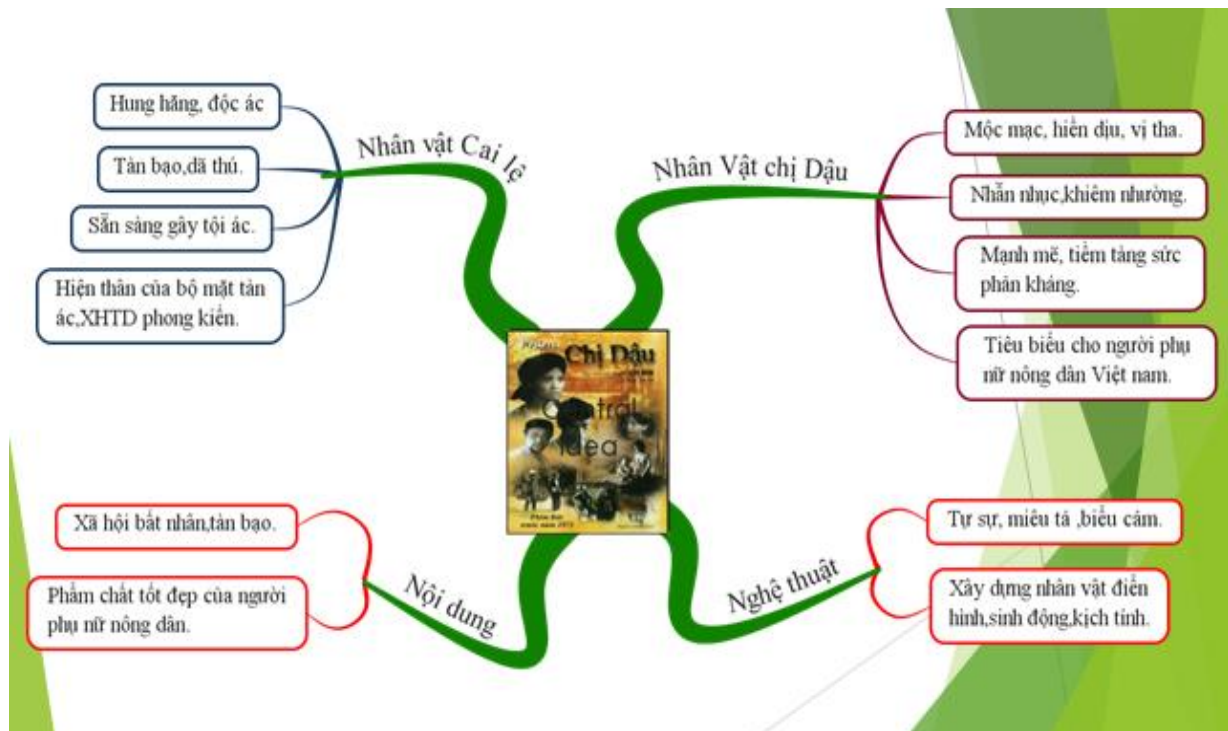 Nhân vật Cai lệ
Hung hăng, độc ác
Tàn bạo,dã thú.
Sẵn sàng gây tội ác.
Hiện thân của bộ mặt tàn
ác,XHTD phong kiến.
Nhân Vật chị Dậu
Mộc mạc, hiền dịu, vị tha.
Nhẫn nhục,khiêm nhường.
Mạnh mẽ, tiềm tàng sức
phản kháng.
Tiêu biểu cho người phụ
nữ nông dân Việt nam.
Chị Dậu
Central
idea
Nội dung
Xã hội bất nhân,tàn bạo.
Phẩm chất tốt đẹp của người
phụ nữ nông dân.
Nghệ thuật
Tự sự, miêu tả ,biểu cảm.
Xây dựng nhân vật điển
hình,sinh động,kịch tính.